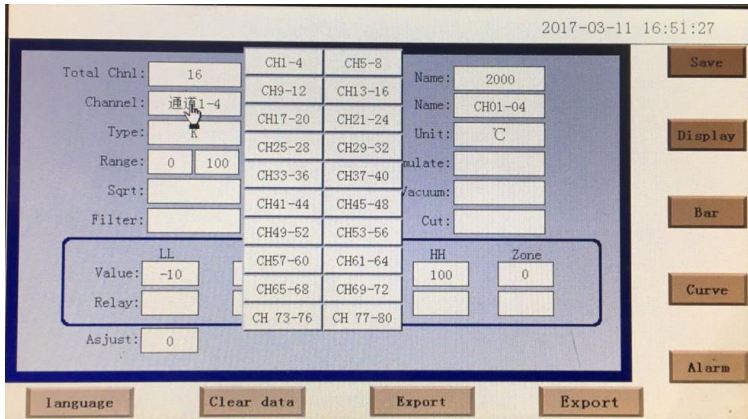 2017-03-11 16:51:27
Total Chnl: 16 CH1-4 CH5-8 Name: 2000 Save
Channel: 通道1-4 CH9-12 CH13-16 Name: CH01-04
Type: K CH17-20 CH21-24 Unit: ℃ Display
Range: 0 100 CH25-28 CH29-32 mulate:
Sqrt: CH33-36 CH37-40 Vacuum:
Filter: CH41-44 CH45-48 Cut: Bar
CH49-52 CH53-56
LL HH Zone
Value: -10 CH57-60 CH61-64 100 0
Relay: CH65-68 CH69-72 Curve
CH 73-76 CH 77-80
Asjust: 0
Alarm
language Clear data Export Export